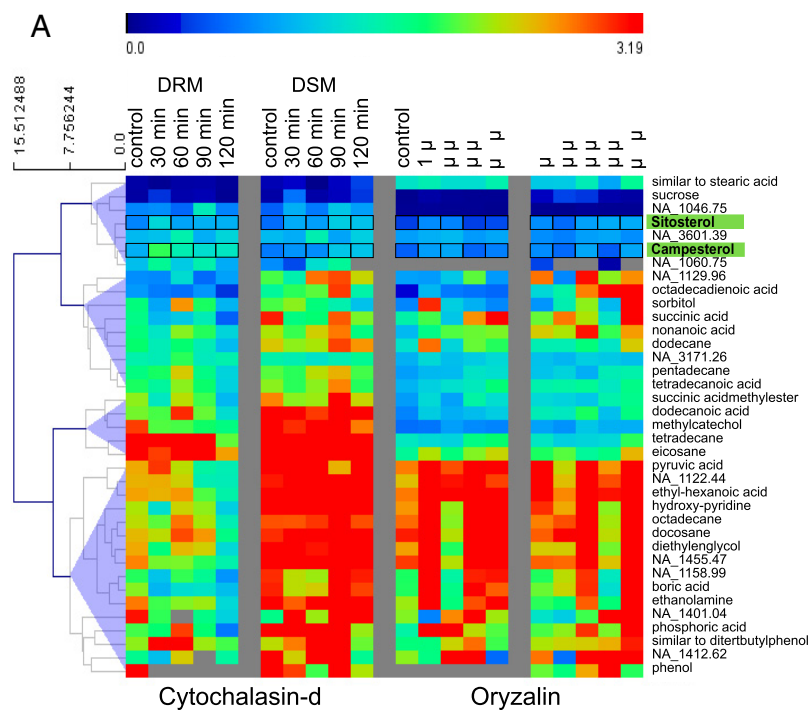 A
0.0 3.19
15.512488
7.756244
0.0
DRM DSM
control
30 min
60 min
90 min
120 min
control
30 min
60 min
90 min
120 min
control
1 µ
µ µ
µ µ
µ µ
µ
µ µ
µ µ
µ µ
µ µ
similar to stearic acid
sucrose
NA_1046.75
Sitosterol
NA_3601.39
Campesterol
NA_1060.75
NA_1129.96
octadecadienoic acid
sorbitol
succinic acid
nonanoic acid
dodecane
NA_3171.26
pentadecane
tetradecanoic acid
succinic acidmethylester
dodecanoic acid
methylcatechol
tetradecane
eicosane
pyruvic acid
NA_1122.44
ethyl-hexanoic acid
hydroxy-pyridine
octadecane
docosane
diethylenglycol
NA_1455.47
NA_1158.99
boric acid
ethanolamine
NA_1401.04
phosphoric acid
similar to ditertbutylphenol
NA_1412.62
phenol
Cytochalasin-d Oryzalin